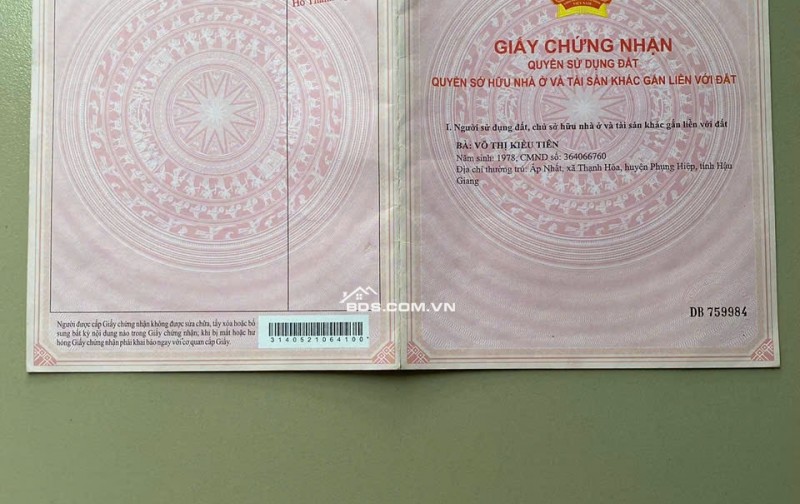 GIẤY CHỨNG NHẬN
QUYỀN SỬ DỤNG ĐẤT,
QUYỀN SỞ HỮU NHÀ Ở VÀ TÀI SẢN KHÁC GẮN LIỀN VỚI ĐẤT
I. Người sử dụng đất, chủ sở hữu nhà ở và tài sản khác gắn liền với đất
BÀ: VÕ THỊ KIỀU TIÊN
Năm sinh: 1978, CMND số: 364066760
Địa chỉ thường trú: Ấp Nhất, xã Thạnh Hòa, huyện Phụng Hiệp, tỉnh Hậu
Giang
DB 759984
BDS.COM.VN
Người được cấp Giấy chứng nhận không được sửa chữa, tẩy xóa hoặc bổ
sung bất kỳ nội dung nào trong Giấy chứng nhận; khi bị mất hoặc hư
hỏng Giấy chứng nhận phải khai báo ngay với cơ quan cấp Giấy.
3140521064100